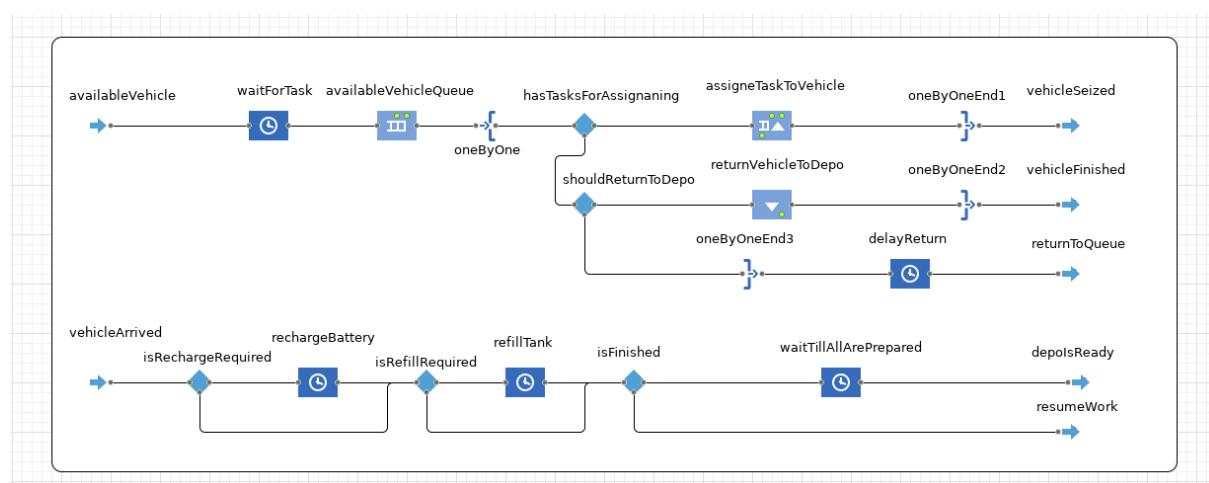 availableVehicle
waitForTask
availableVehicleQueue
oneByOne
hasTasksForAssignaning
assigneTaskToVehicle
oneByOneEnd1
vehicleSeized
shouldReturnToDepo
returnVehicleToDepo
oneByOneEnd2
vehicleFinished
oneByOneEnd3
delayReturn
returnToQueue
vehicleArrived
isRechargeRequired
rechargeBattery
isRefillRequired
refillTank
isFinished
waitTillAllArePrepared
depoIsReady
resumeWork